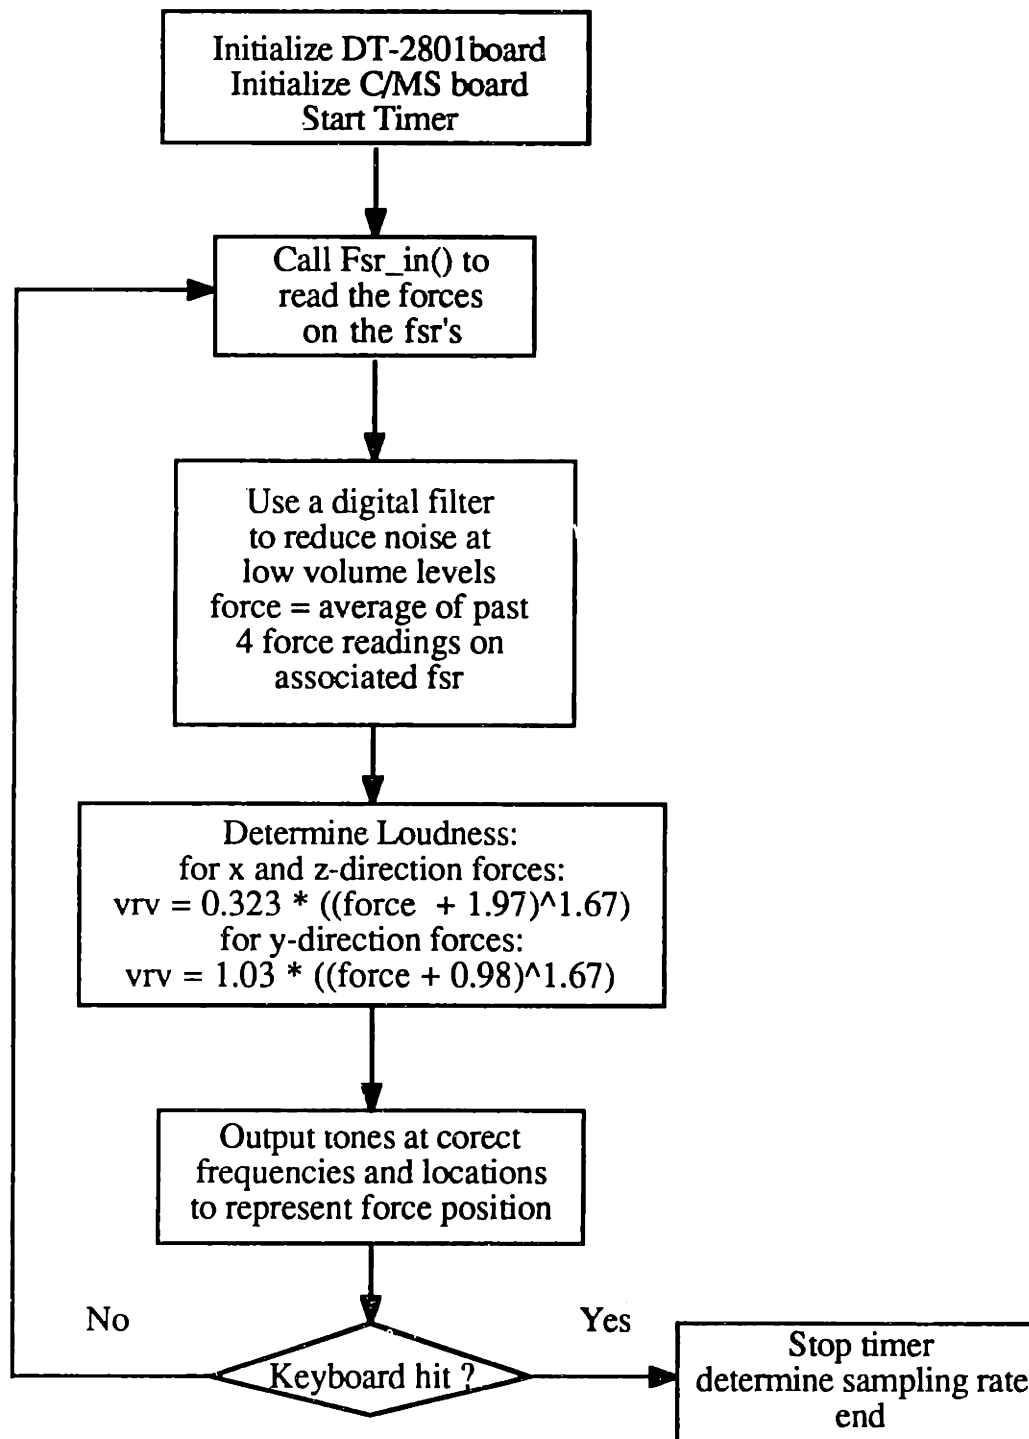 Initialize DT-2801board
Initialize C/MS board
Start Timer
Call Fsr_in() to
read the forces
on the fsr's
Use a digital filter
to reduce noise at
low volume levels
force = average of past
4 force readings on
associated fsr
Determine Loudness:
for x and z-direction forces:
vrv = 0.323 * ((force + 1.97)^1.67)
for y-direction forces:
vrv = 1.03 * ((force + 0.98)^1.67)
Output tones at corect
frequencies and locations
to represent force position
No
Yes
Keyboard hit ?
Stop timer
determine sampling rate
end